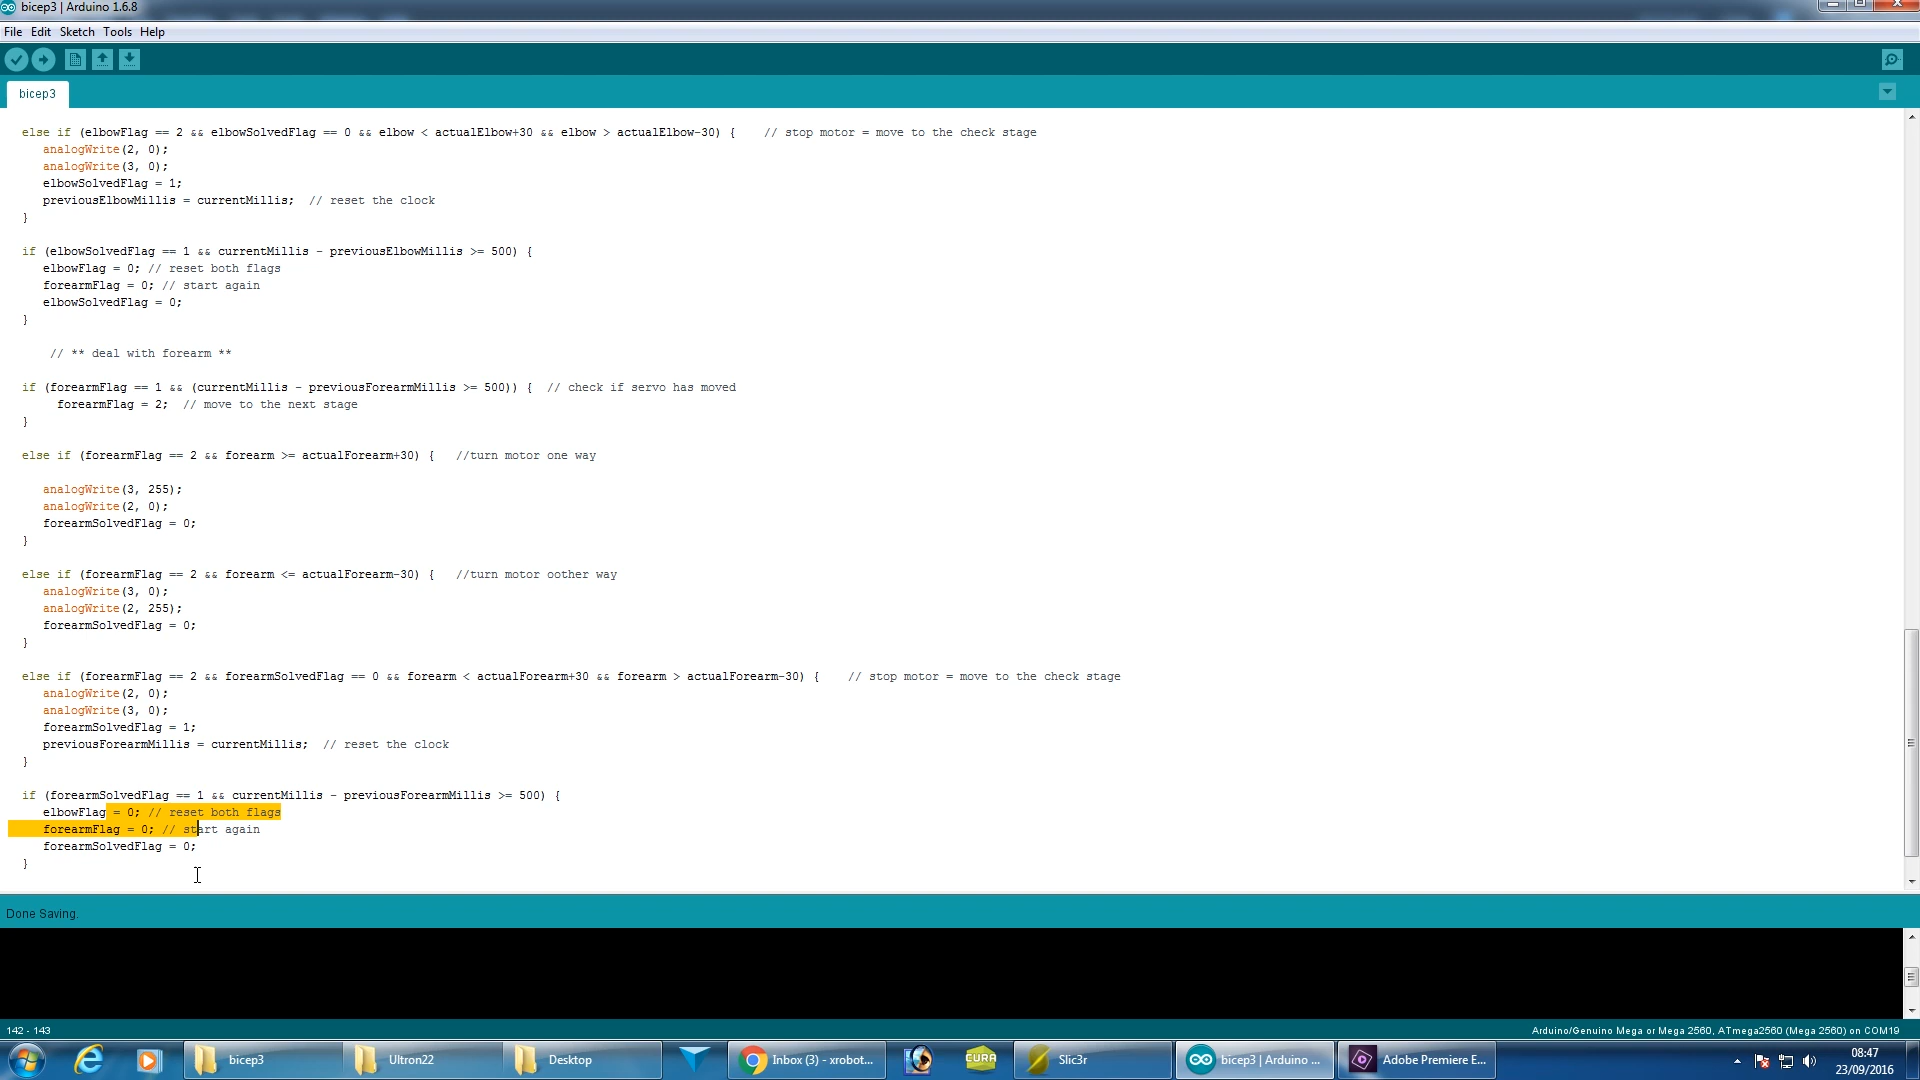 bicep3 | Arduino 1.6.8
File Edit Sketch Tools Help
bicep3
else if (elbowFlag == 2 && elbowSolvedFlag == 0 && elbow < actualElbow+30 && elbow > actualElbow-30) {    // stop motor = move to the check stage
analogWrite(2, 0);
analogWrite(3, 0);
elbowSolvedFlag = 1;
previousElbowMillis = currentMillis;  // reset the clock
}
if (elbowSolvedFlag == 1 && currentMillis - previousElbowMillis >= 500) {
elbowFlag = 0; // reset both flags
forearmFlag = 0; // start again
elbowSolvedFlag = 0;
}
// ** deal with forearm **
if (forearmFlag == 1 && (currentMillis - previousForearmMillis >= 500)) {  // check if servo has moved
forearmFlag = 2;  // move to the next stage
}
else if (forearmFlag == 2 && forearm >= actualForearm+30) {   //turn motor one way
analogWrite(3, 255);
analogWrite(2, 0);
forearmSolvedFlag = 0;
}
else if (forearmFlag == 2 && forearm <= actualForearm-30) {   //turn motor oother way
analogWrite(3, 0);
analogWrite(2, 255);
forearmSolvedFlag = 0;
}
else if (forearmFlag == 2 && forearmSolvedFlag == 0 && forearm < actualForearm+30 && forearm > actualForearm-30) {    // stop motor = move to the check stage
analogWrite(2, 0);
analogWrite(3, 0);
forearmSolvedFlag = 1;
previousForearmMillis = currentMillis;  // reset the clock
}
if (forearmSolvedFlag == 1 && currentMillis - previousForearmMillis >= 500) {
elbowFlag = 0; // reset both flags
forearmFlag = 0; // start again
forearmSolvedFlag = 0;
}
Done Saving.
142 - 143 Arduino/Genuino Mega or Mega 2560, ATmega2560 (Mega 2560) on COM19
bicep3 Ultron22 Desktop Inbox (3) - xrobot... CURA Slic3r bicep3 | Arduino ... Adobe Premiere E... 08:47
23/09/2016